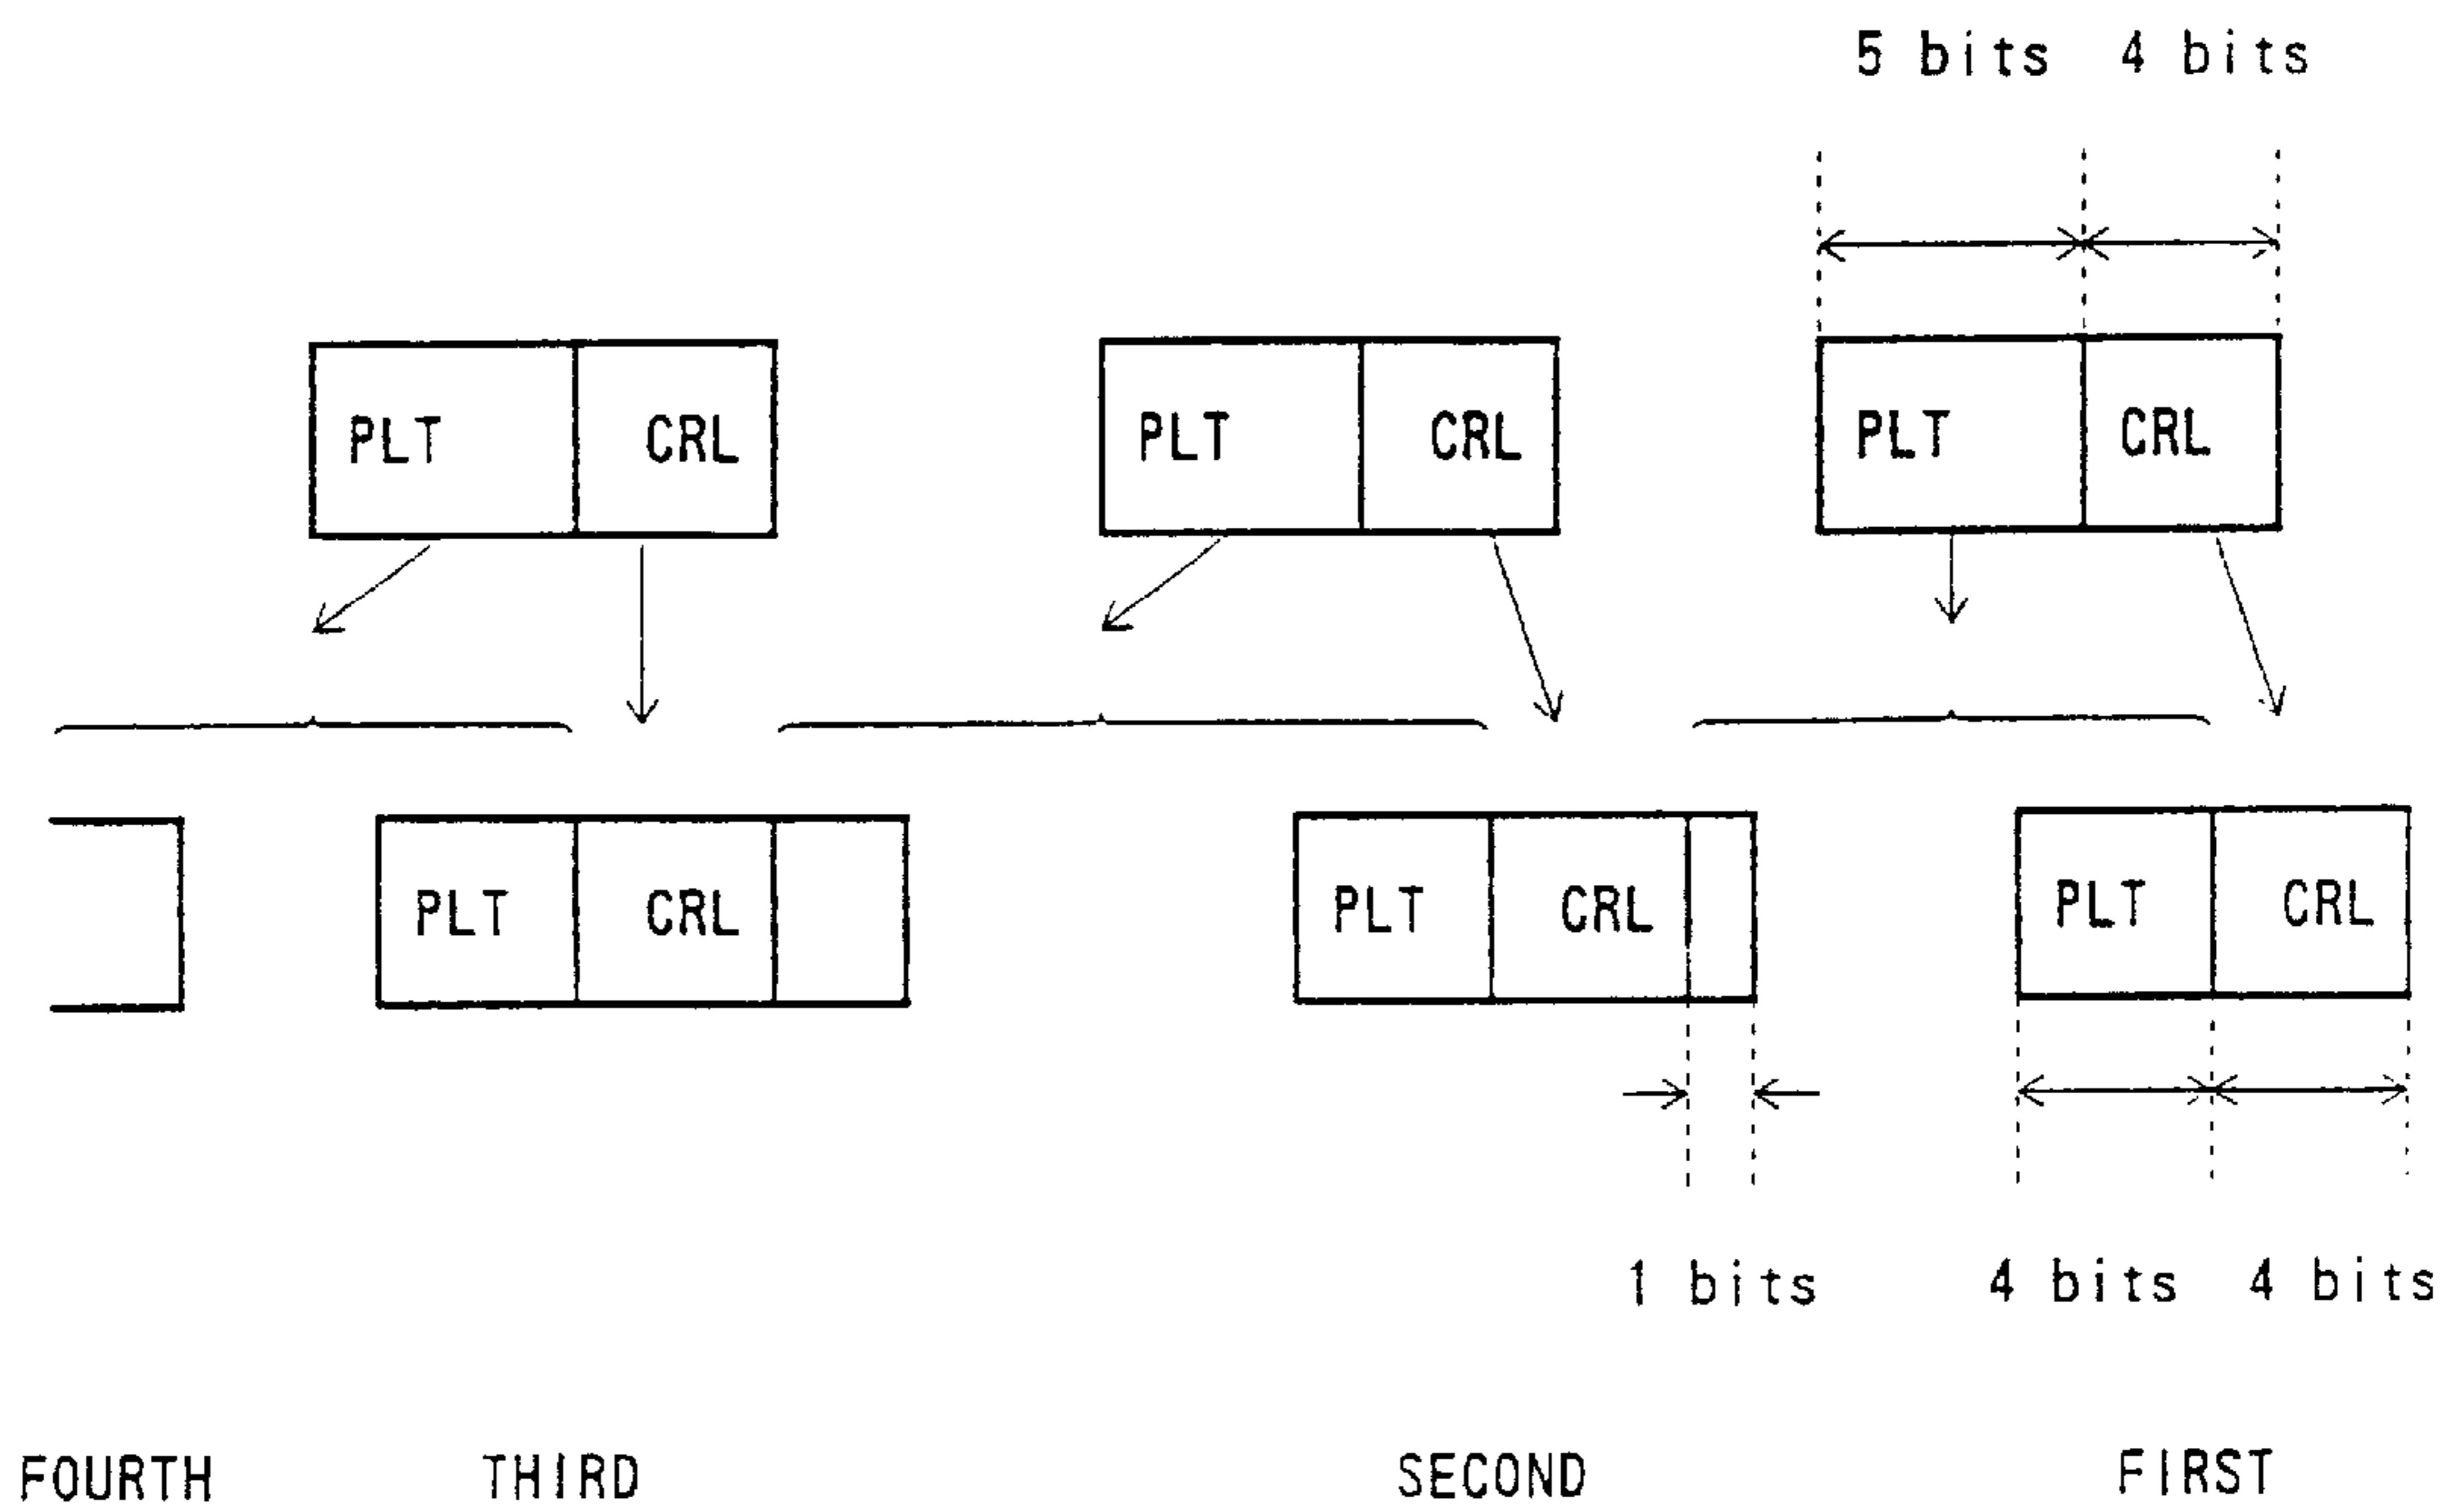 5 bits 4 bits
PLT CRL PLT CRL PLT CRL
PLT CRL PLT CRL PLT CRL
1 bits 4 bits 4 bits
FOURTH THIRD SECOND FIRST